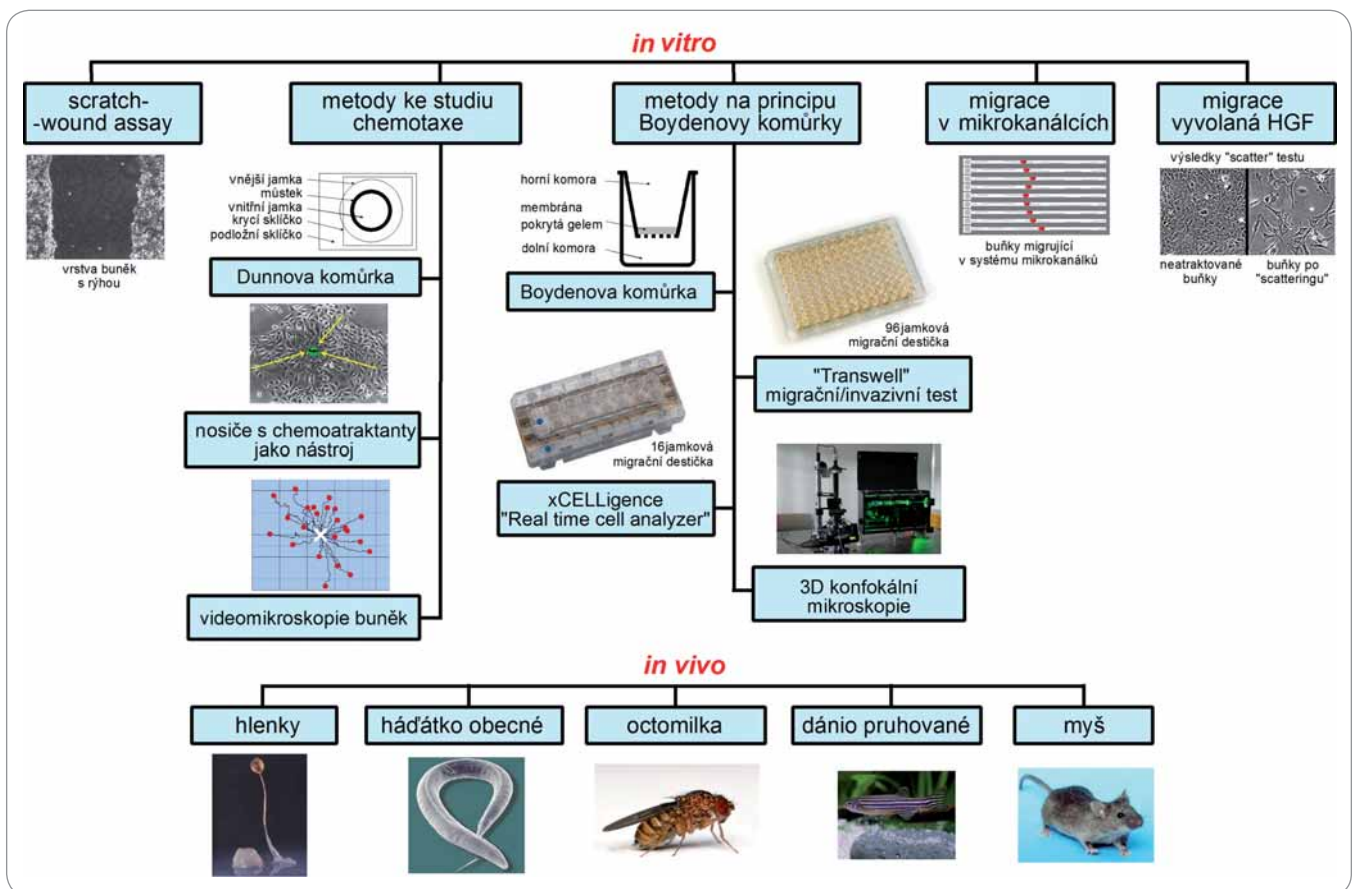 in vitro
scratch-
-wound assay
vrstva buněk
s rýhou
metody ke studiu
chemotaxe
vnější jamka
můstek
vnitřní jamka
krycí sklíčko
podložní sklíčko
Dunnova komůrka
nosiče s chemoatraktanty
jako nástroj
videomikroskopie buněk
metody na principu
Boydenovy komůrky
horní komora
membrána
pokrytá gelem
dolní komora
Boydenova komůrka
96jamková
migrační destička
"Transwell"
migrační/invazivní test
16jamková
migrační destička
xCELLigence
"Real time cell analyzer"
3D konfokální
mikroskopie
migrace
v mikrokanálcích
buňky migrující
v systému mikrokanálků
migrace
vyvolaná HGF
výsledky "scatter" testu
neatraktované
buňky
buňky po
"scatteringu"
in vivo
hlenky
háďátko obecné
octomilka
dánio pruhované
myš